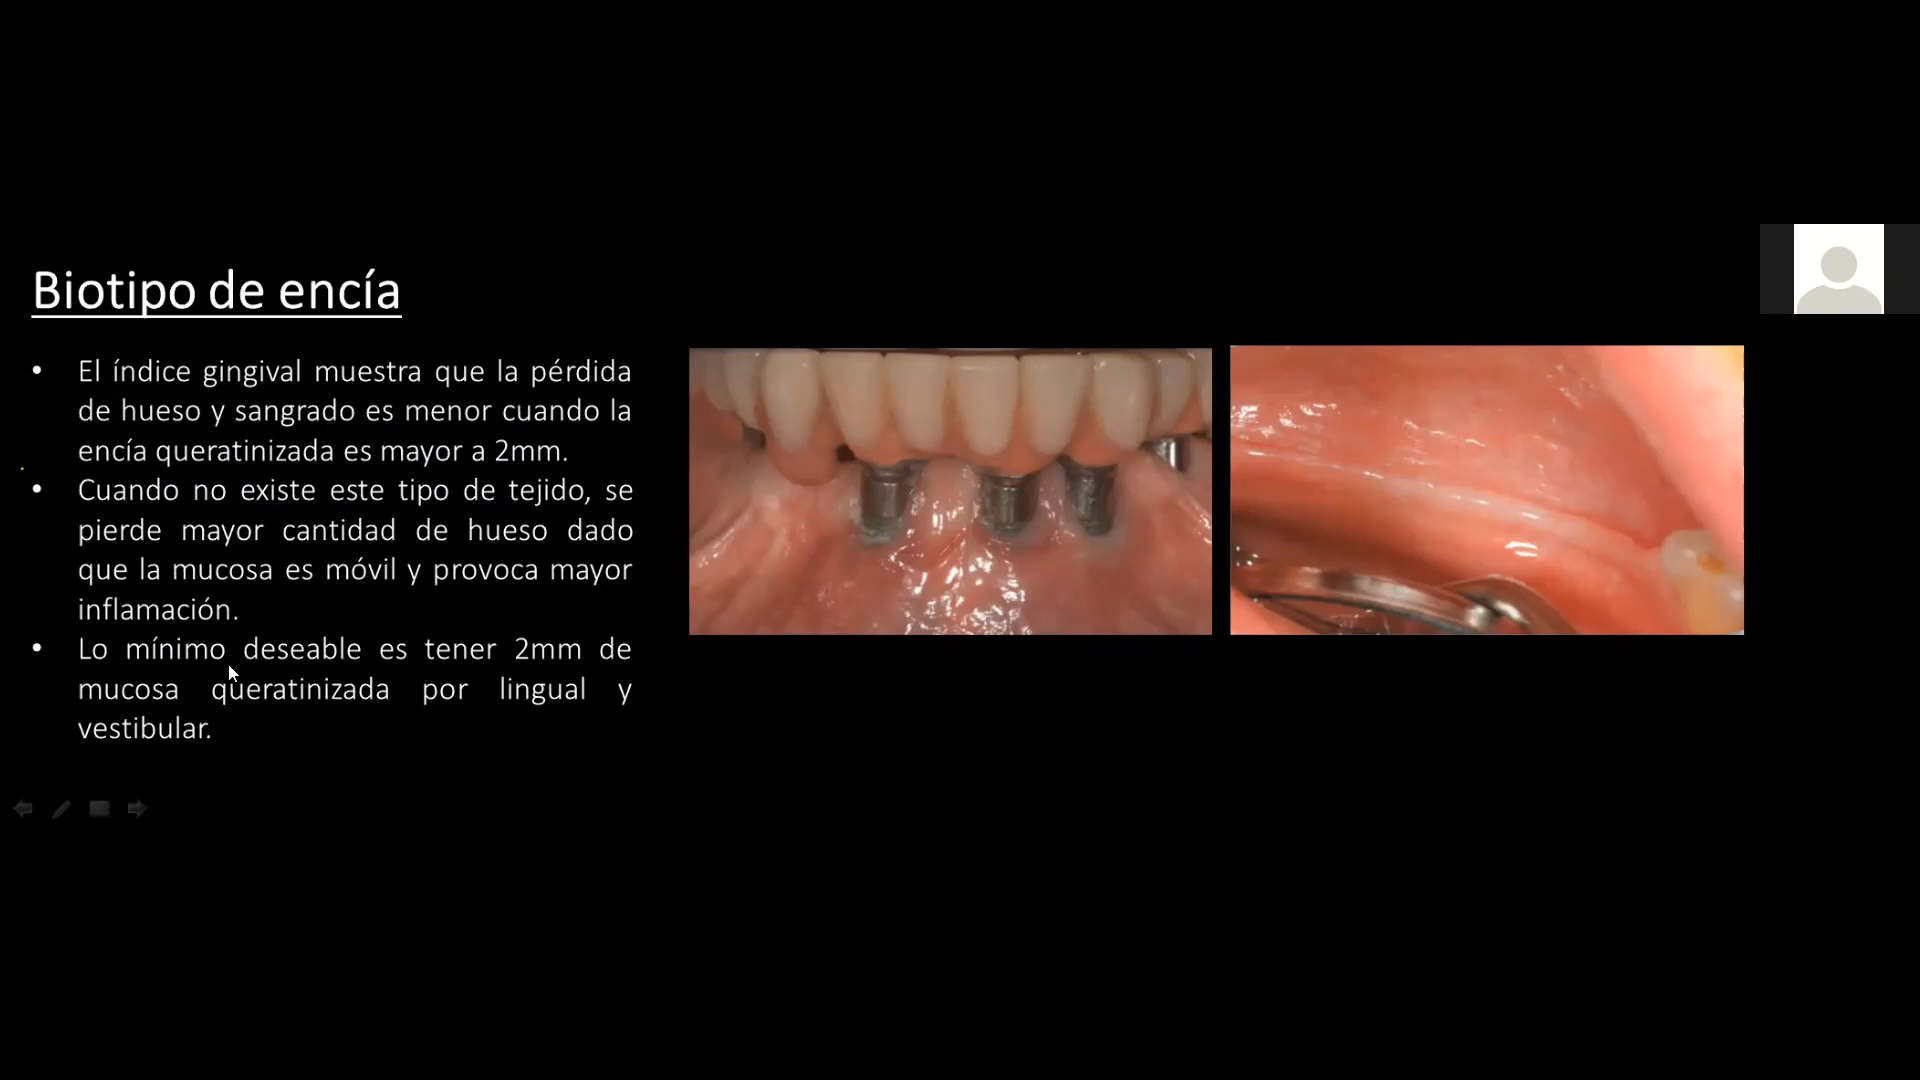 Biotipo de encía
• El índice gingival muestra que la pérdida
de hueso y sangrado es menor cuando la
encía queratinizada es mayor a 2mm.
• Cuando no existe este tipo de tejido, se
pierde mayor cantidad de hueso dado
que la mucosa es móvil y provoca mayor
inflamación.
• Lo mínimo deseable es tener 2mm de
mucosa queratinizada por lingual y
vestibular.